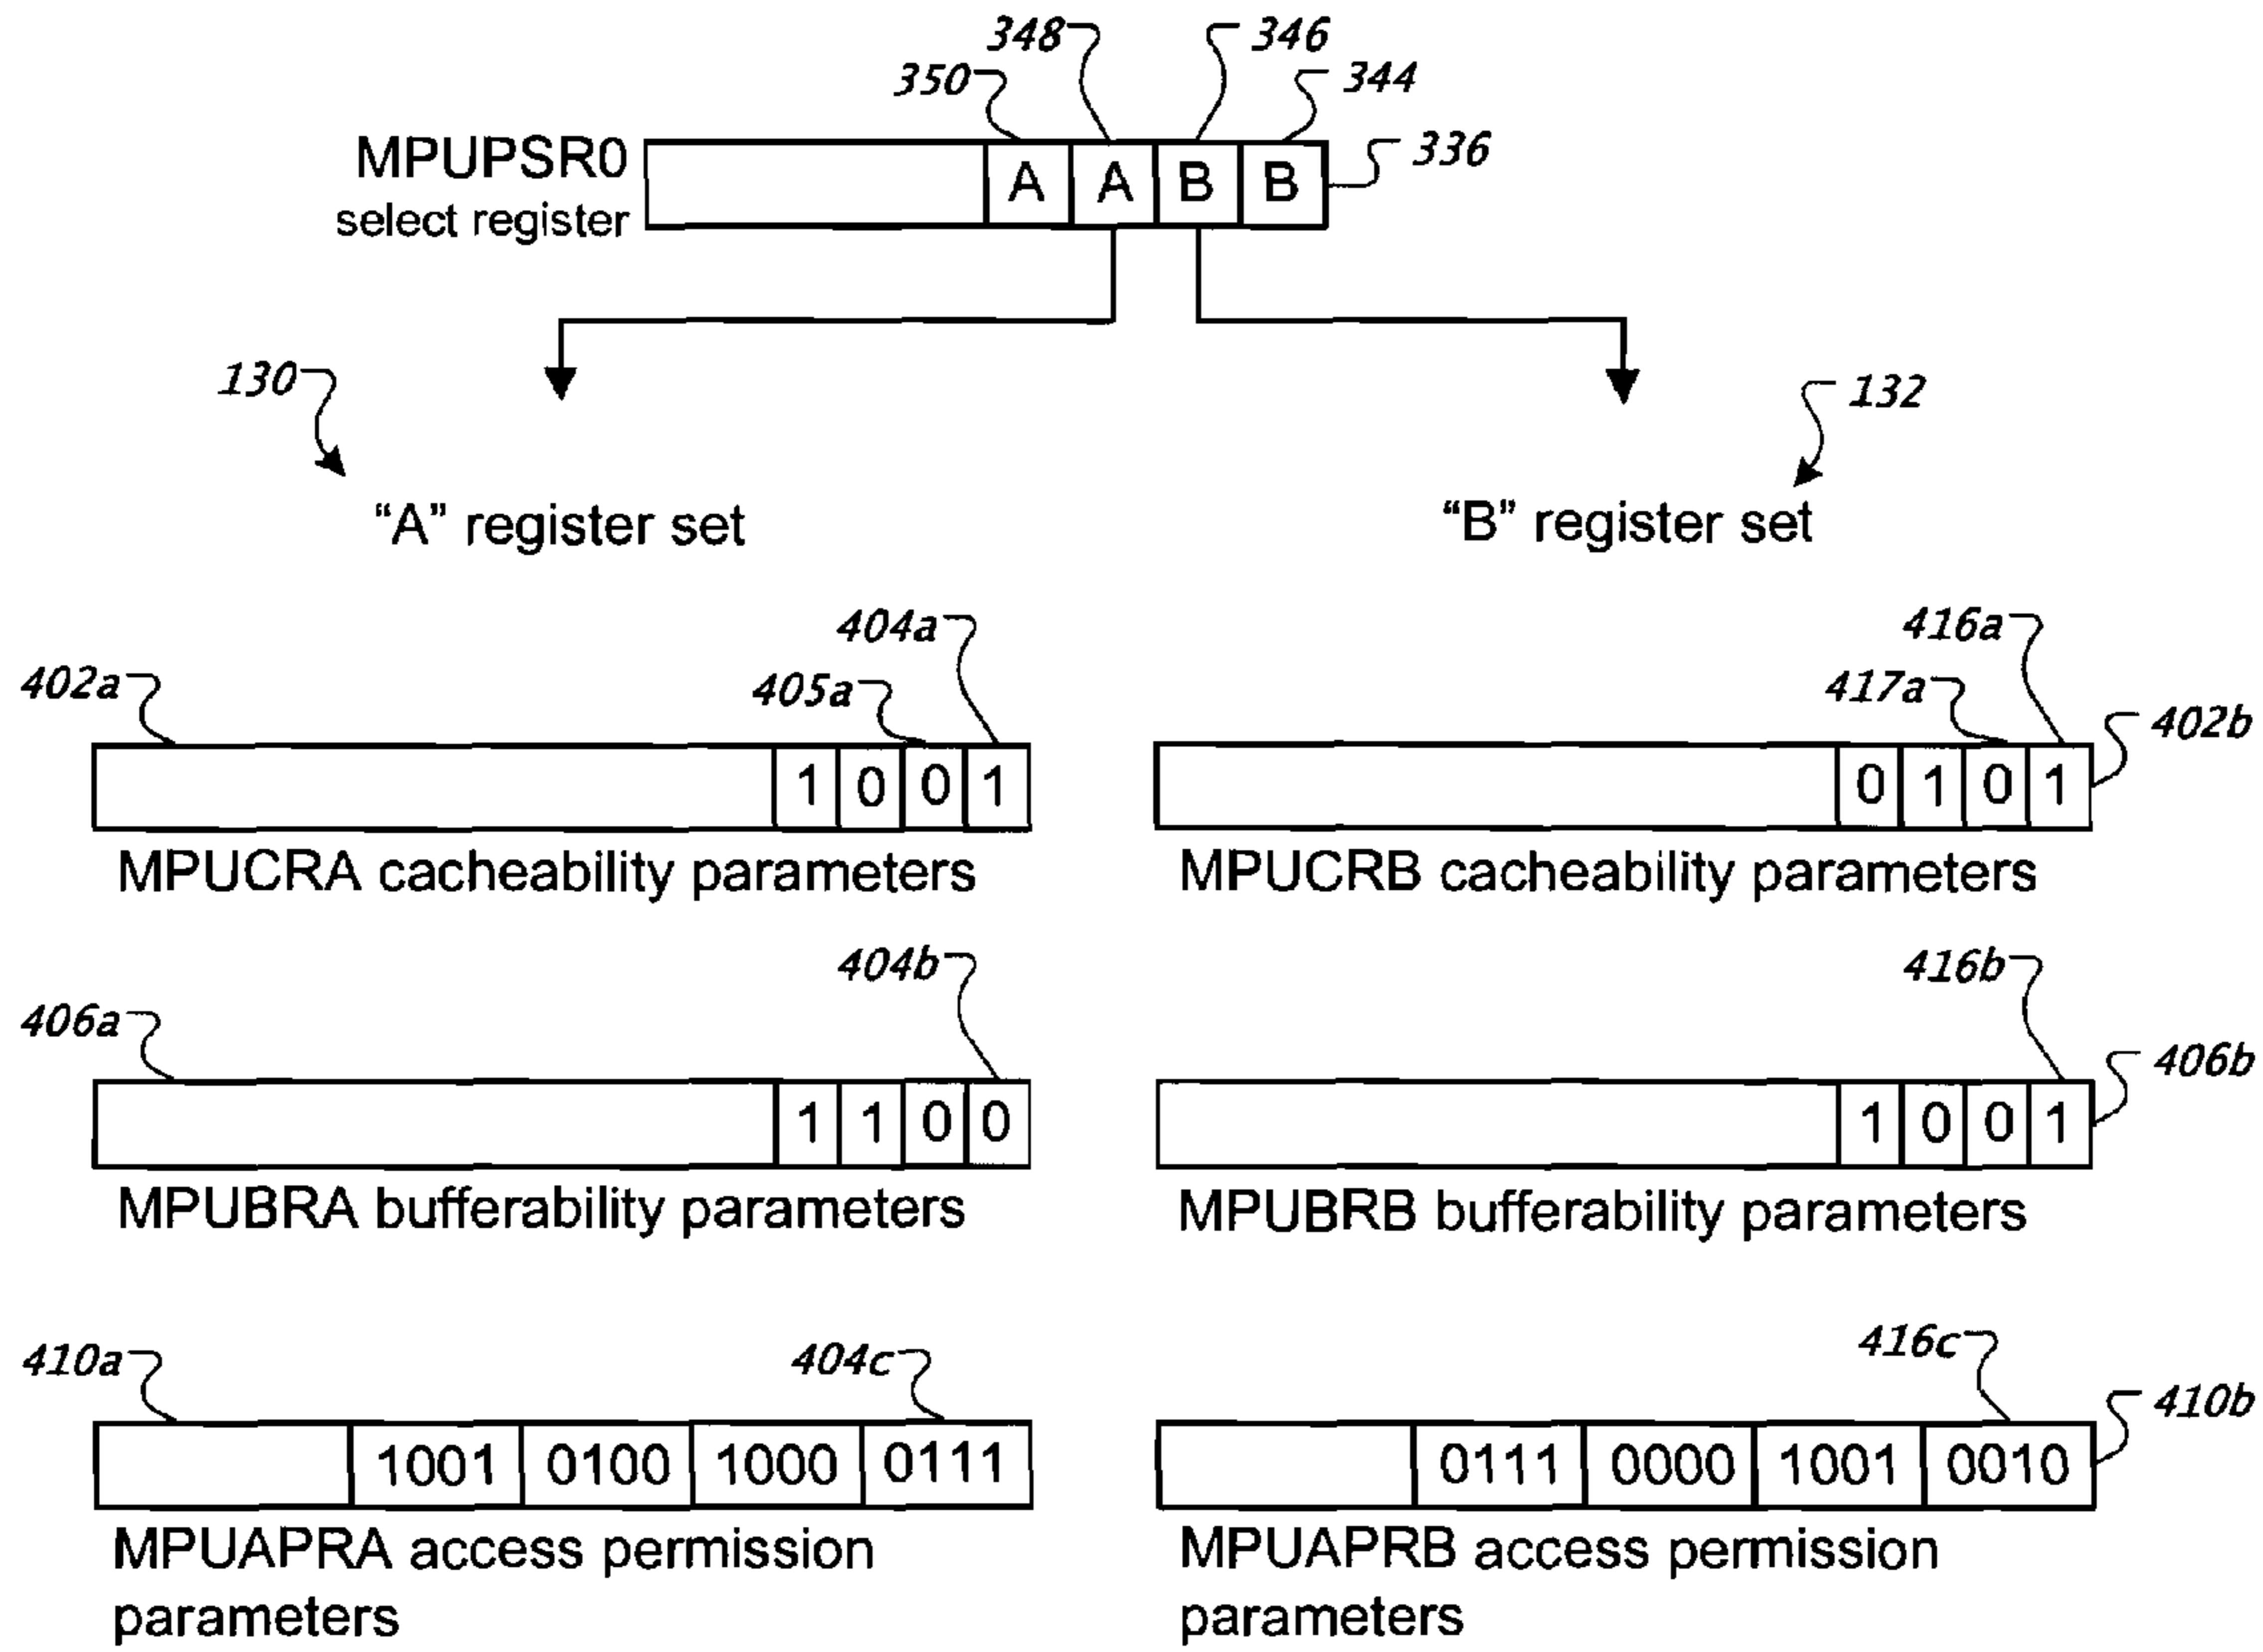 348 346
350 344
MPUPSR0 A A B B 336
select register
130 132
“A” register set “B” register set
404a 416a
402a 405a 417a 402b
1 0 0 1 0 1 0 1
MPUCRA cacheability parameters MPUCRB cacheability parameters
404b 416b
406a 406b
1 1 0 0 1 0 0 1
MPUBRA bufferability parameters MPUBRB bufferability parameters
410a 404c 416c 410b
1001 0100 1000 0111 0111 0000 1001 0010
MPUAPRA access permission MPUAPRB access permission
parameters parameters